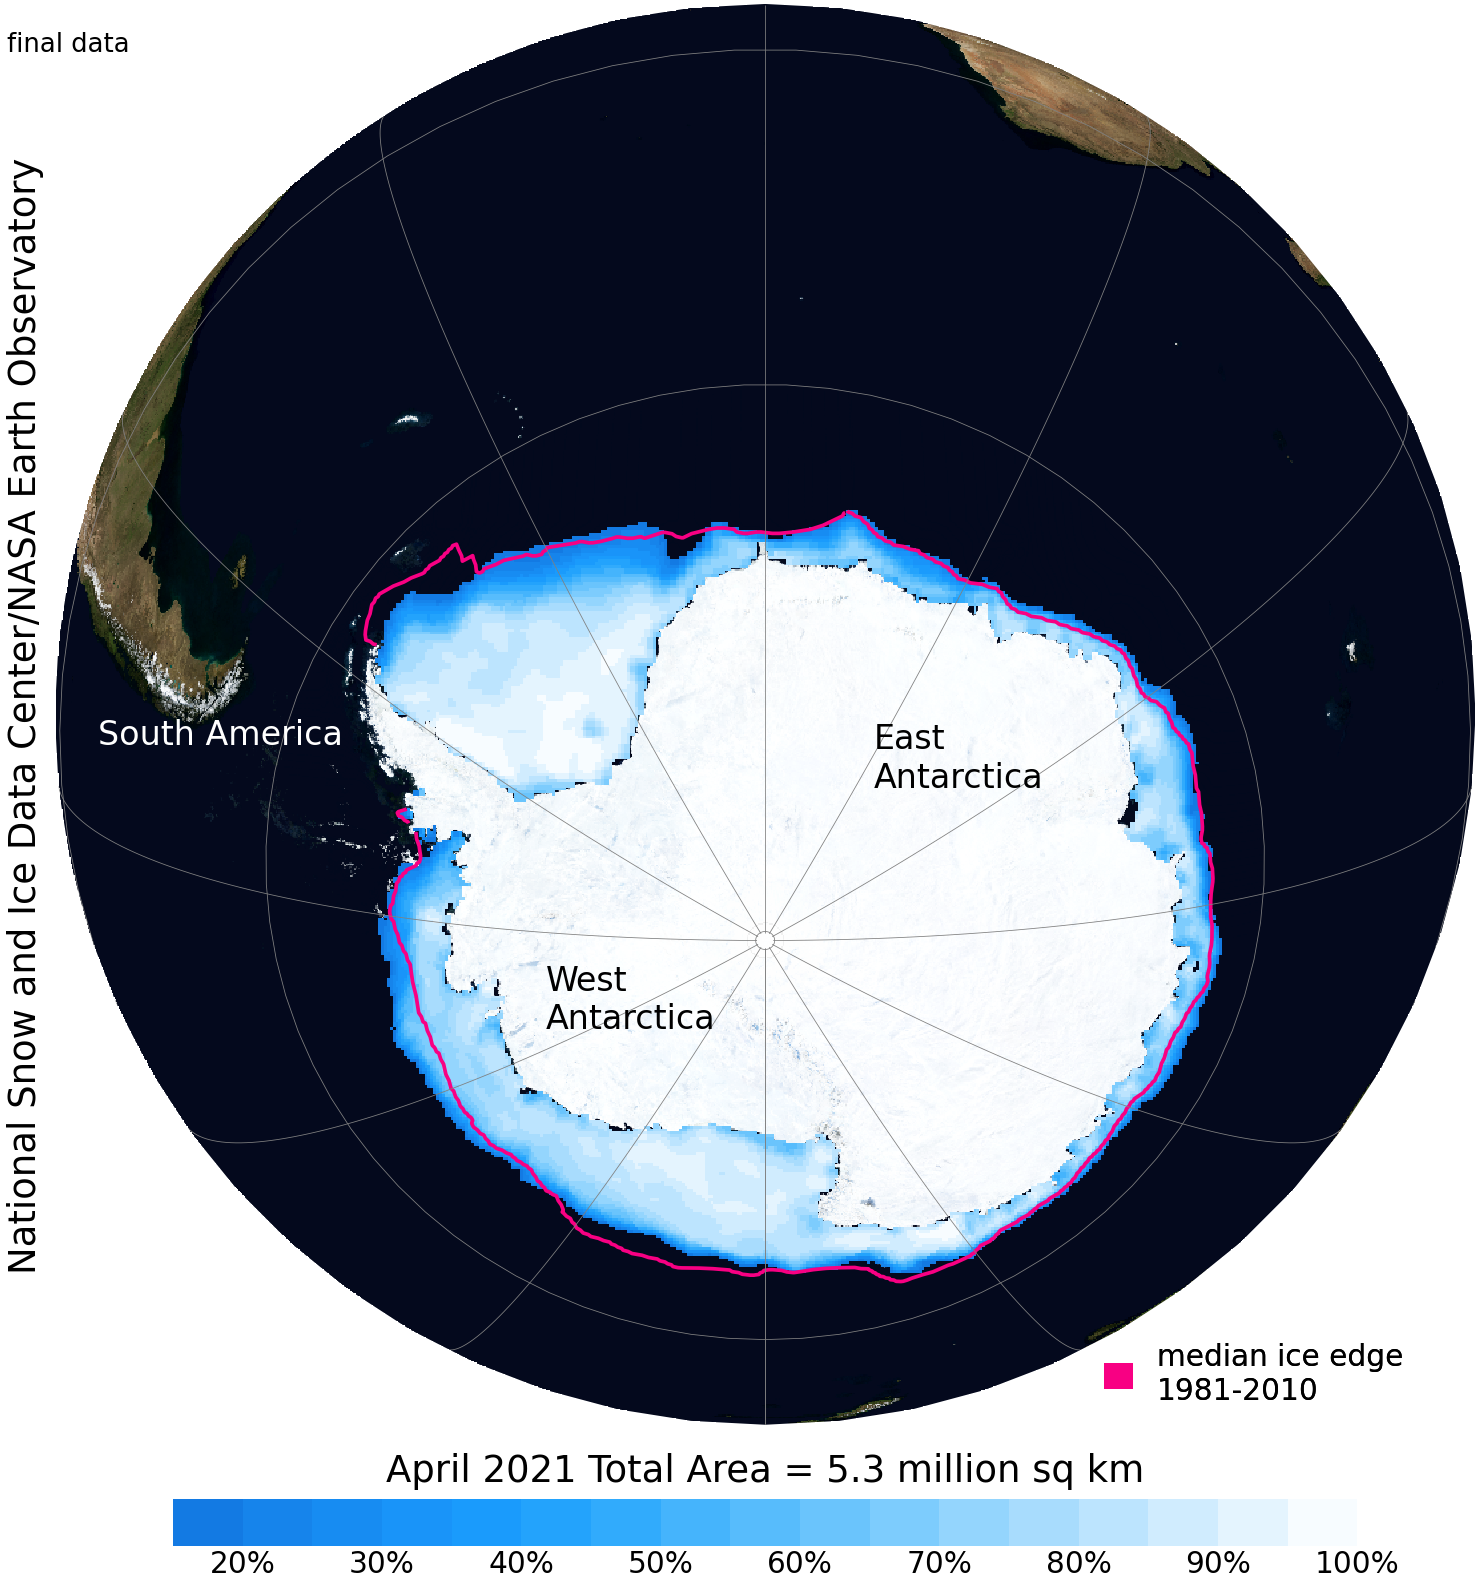 final data
National Snow and Ice Data Center/NASA Earth Observatory
South America
East
Antarctica
West
Antarctica
median ice edge
1981-2010
April 2021 Total Area = 5.3 million sq km
20% 30% 40% 50% 60% 70% 80% 90% 100%